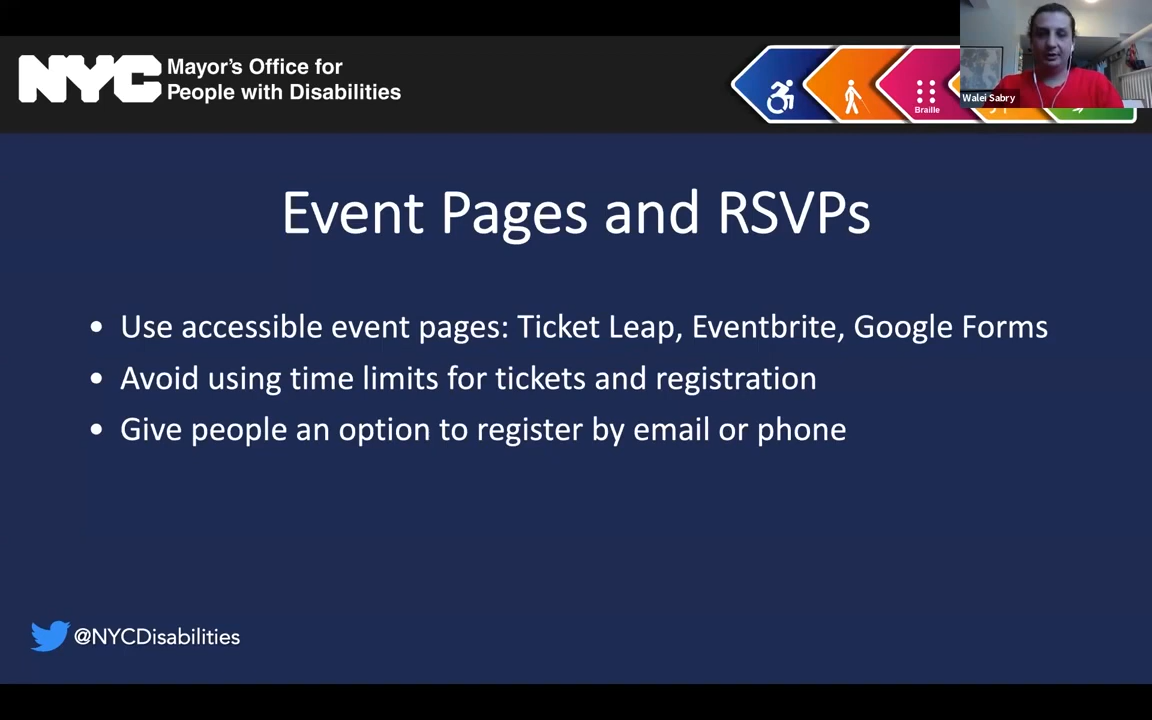 NYC Mayor's Office for
People with Disabilities
Braille
Walei Sabry
Event Pages and RSVPs
• Use accessible event pages: Ticket Leap, Eventbrite, Google Forms
• Avoid using time limits for tickets and registration
• Give people an option to register by email or phone
@NYCDisabilities